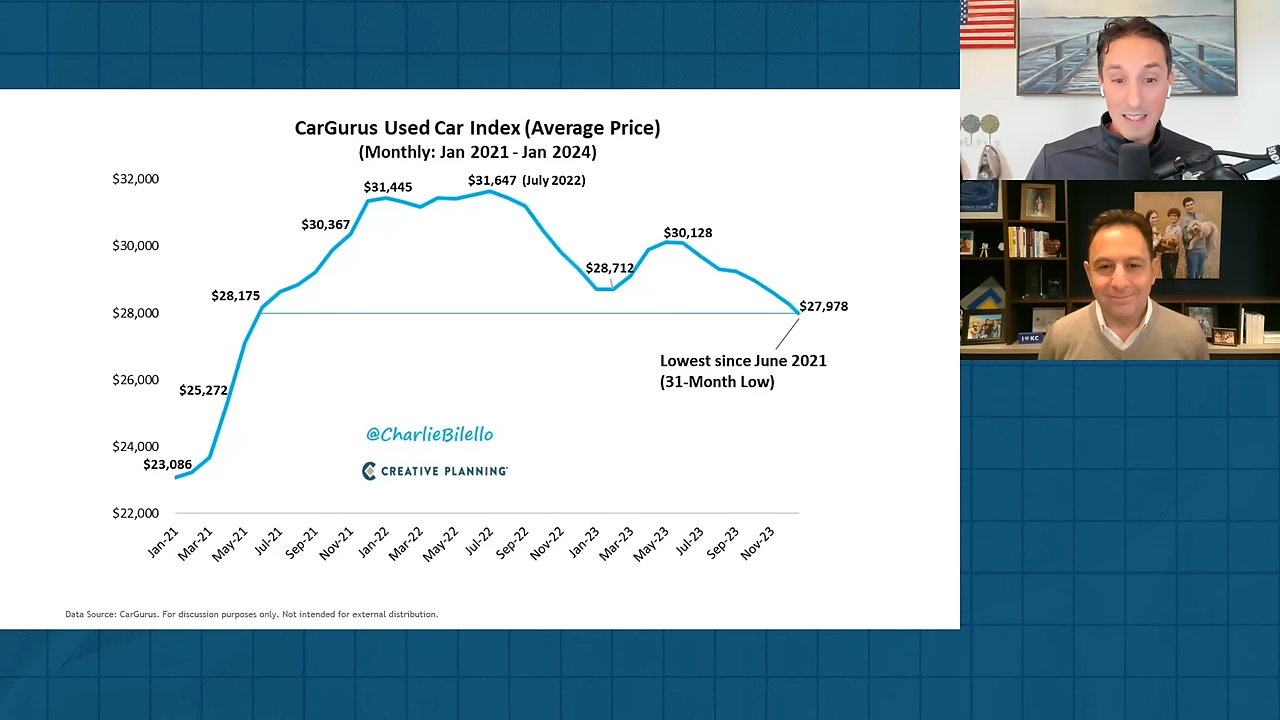 CarGurus Used Car Index (Average Price)
(Monthly: Jan 2021 - Jan 2024)
$32,000
$30,000
$28,000
$26,000
$24,000
$22,000
$23,086
$25,272
$28,175
$30,367
$31,445
$31,647 (July 2022)
$28,712
$30,128
$27,978
Lowest since June 2021
(31-Month Low)
@CharlieBilello
CREATIVE PLANNING
Jan-21
Mar-21
May-21
Jul-21
Sep-21
Nov-21
Jan-22
Mar-22
May-22
Jul-22
Sep-22
Nov-22
Jan-23
Mar-23
May-23
Jul-23
Sep-23
Nov-23
Data Source: CarGurus. For discussion purposes only. Not intended for external distribution.
I ♥ KC